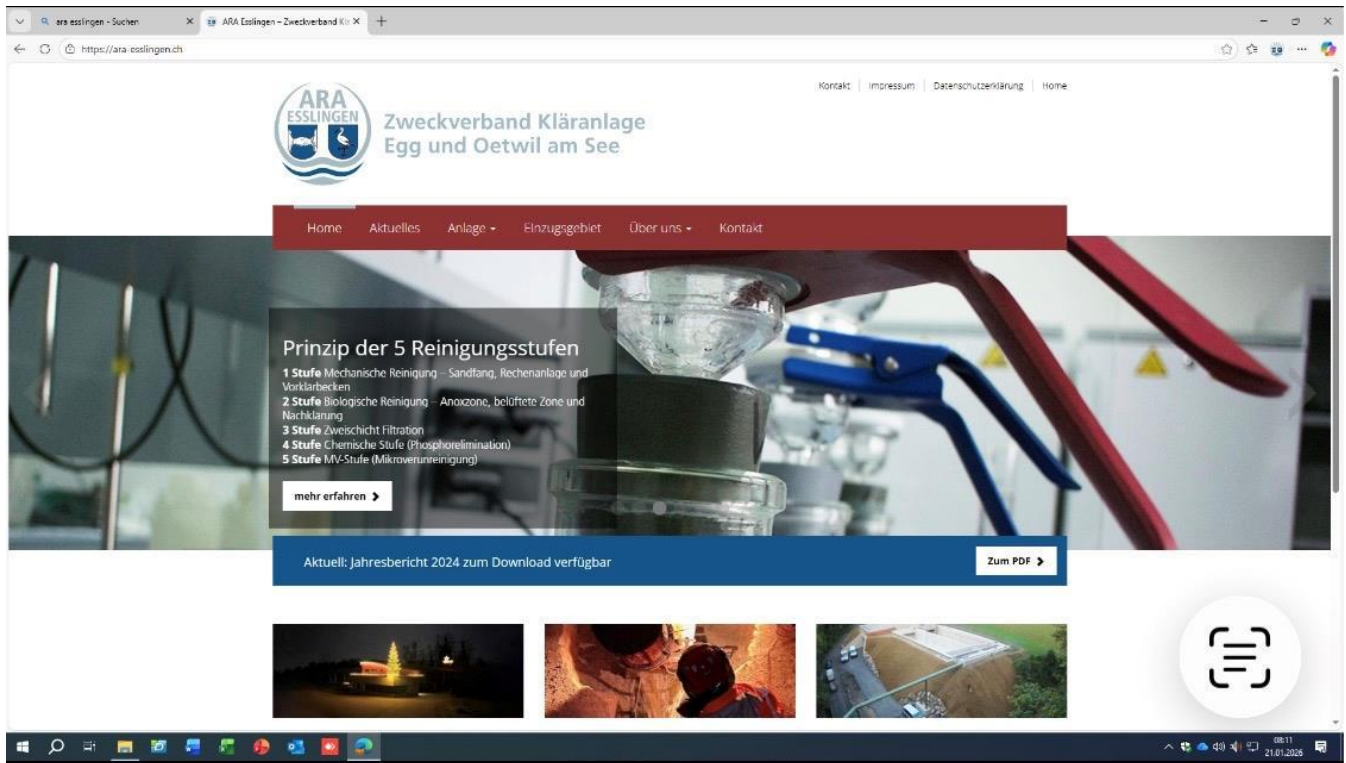 ara esslingen - Suchen
ARA Esslingen – Zweckverband Klä
https://ara-esslingen.ch
Kontakt | Impressum | Datenschutzerklärung | Home
ARA
ESSLINGEN
Zweckverband Kläranlage
Egg und Oetwil am See
Home Aktuelles Anlage Einzugsgebiet Über uns Kontakt
Prinzip der 5 Reinigungsstufen
1 Stufe Mechanische Reinigung – Sandfang, Rechenanlage und
Vorklärbecken
2 Stufe Biologische Reinigung – Anoxzone, belüftete Zone und
Nachklärung
3 Stufe Zweischicht Filtration
4 Stufe Chemische Stufe (Phosphorelimination)
5 Stufe MV-Stufe (Mikroverunreinigung)
mehr erfahren
Aktuell: Jahresbericht 2024 zum Download verfügbar
Zum PDF
08:11
21.01.2026